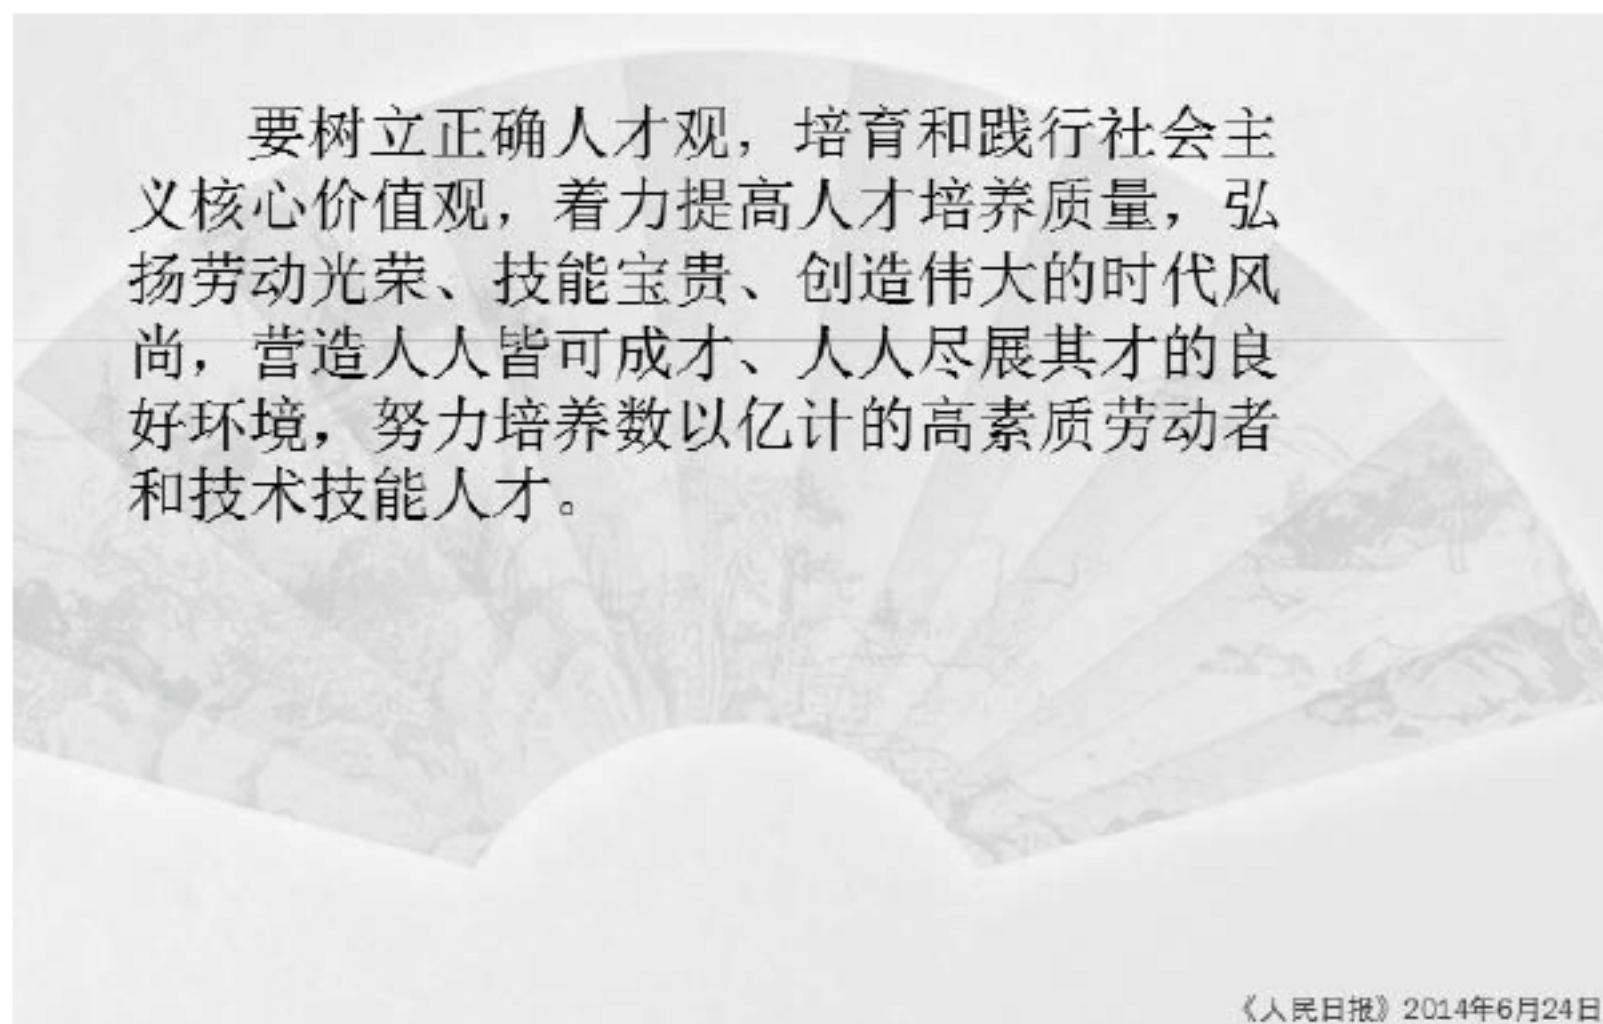 要树立正确人才观，培育和践行社会主
义核心价值观，着力提高人才培养质量，弘
扬劳动光荣、技能宝贵、创造伟大的时代风
尚，营造人人皆可成才、人人尽展其才的良
好环境，努力培养数以亿计的高素质劳动者
和技术技能人才。
《人民日报》2014年6月24日